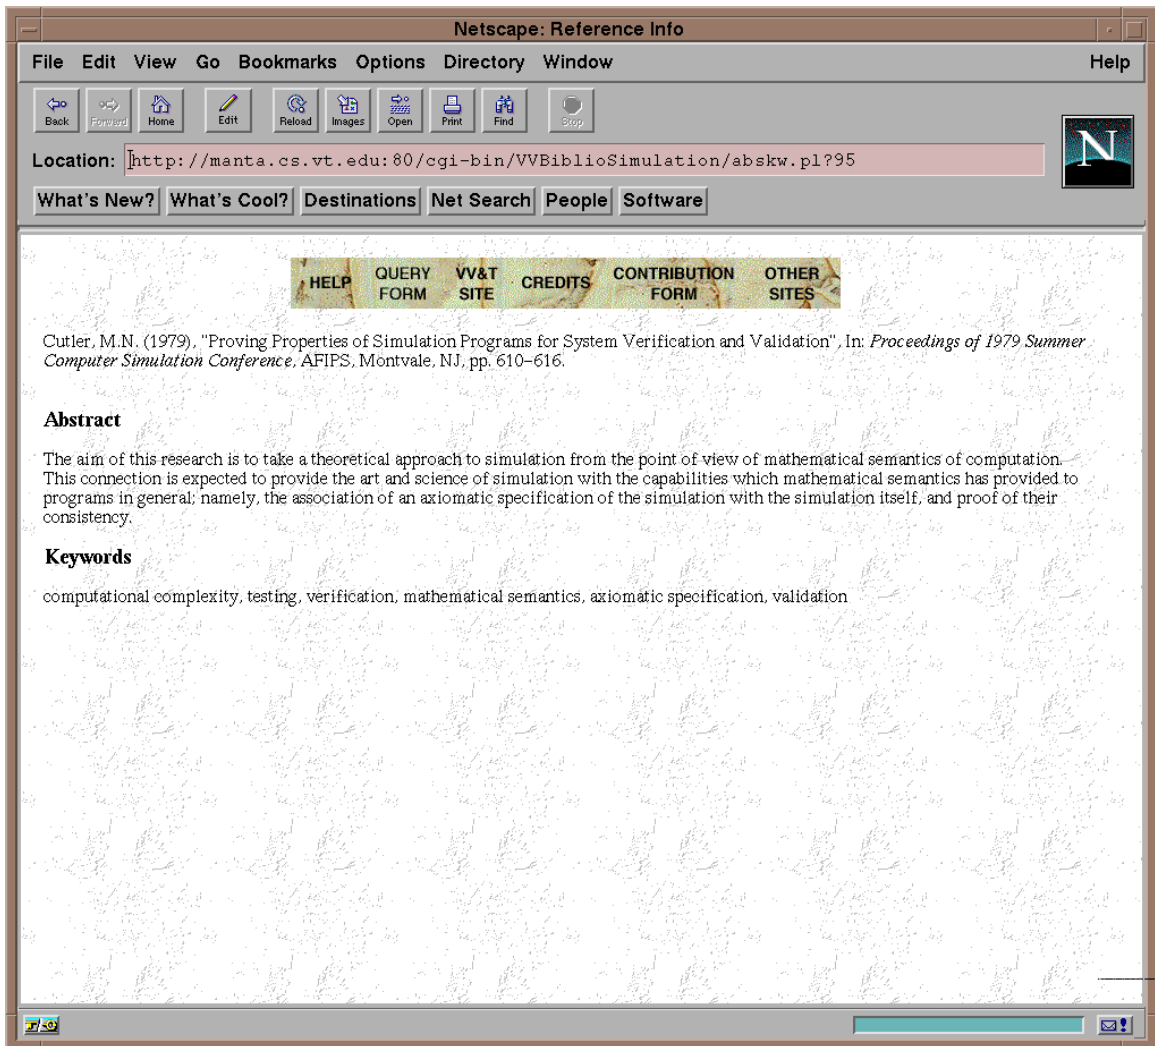 Netscape: Reference Info
File Edit View Go Bookmarks Options Directory Window Help
Back Forward Home Edit Reload Images Open Print Find Stop
N
Location: http://manta.cs.vt.edu:80/cgi-bin/VVBiblioSimulation/abskw.pl?95
What's New? What's Cool? Destinations Net Search People Software
HELP QUERY FORM VV&T SITE CREDITS CONTRIBUTION FORM OTHER SITES
Cutler, M.N. (1979), "Proving Properties of Simulation Programs for System Verification and Validation", In: Proceedings of 1979 Summer
Computer Simulation Conference, AFIPS, Montvale, NJ, pp. 610-616.
Abstract
The aim of this research is to take a theoretical approach to simulation from the point of view of mathematical semantics of computation.
This connection is expected to provide the art and science of simulation with the capabilities which mathematical semantics has provided to
programs in general; namely, the association of an axiomatic specification of the simulation with the simulation itself, and proof of their
consistency.
Keywords
computational complexity, testing, verification, mathematical semantics, axiomatic specification, validation